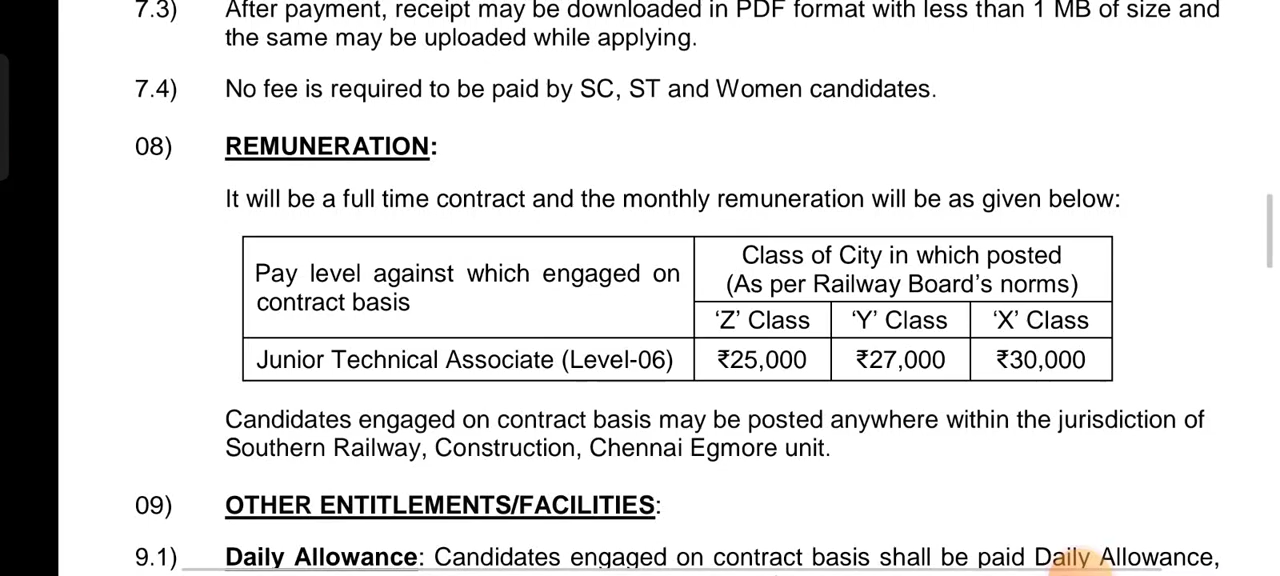 7.3) After payment, receipt may be downloaded in PDF format with less than 1 MB of size and
the same may be uploaded while applying.
7.4) No fee is required to be paid by SC, ST and Women candidates.
08) REMUNERATION:
It will be a full time contract and the monthly remuneration will be as given below:
Pay level against which engaged on
contract basis
Class of City in which posted
(As per Railway Board's norms)
‘Z’ Class ‘Y’ Class ‘X’ Class
Junior Technical Associate (Level-06) ₹25,000 ₹27,000 ₹30,000
Candidates engaged on contract basis may be posted anywhere within the jurisdiction of
Southern Railway, Construction, Chennai Egmore unit.
09) OTHER ENTITLEMENTS/FACILITIES:
9.1) Daily Allowance: Candidates engaged on contract basis shall be paid Daily Allowance,